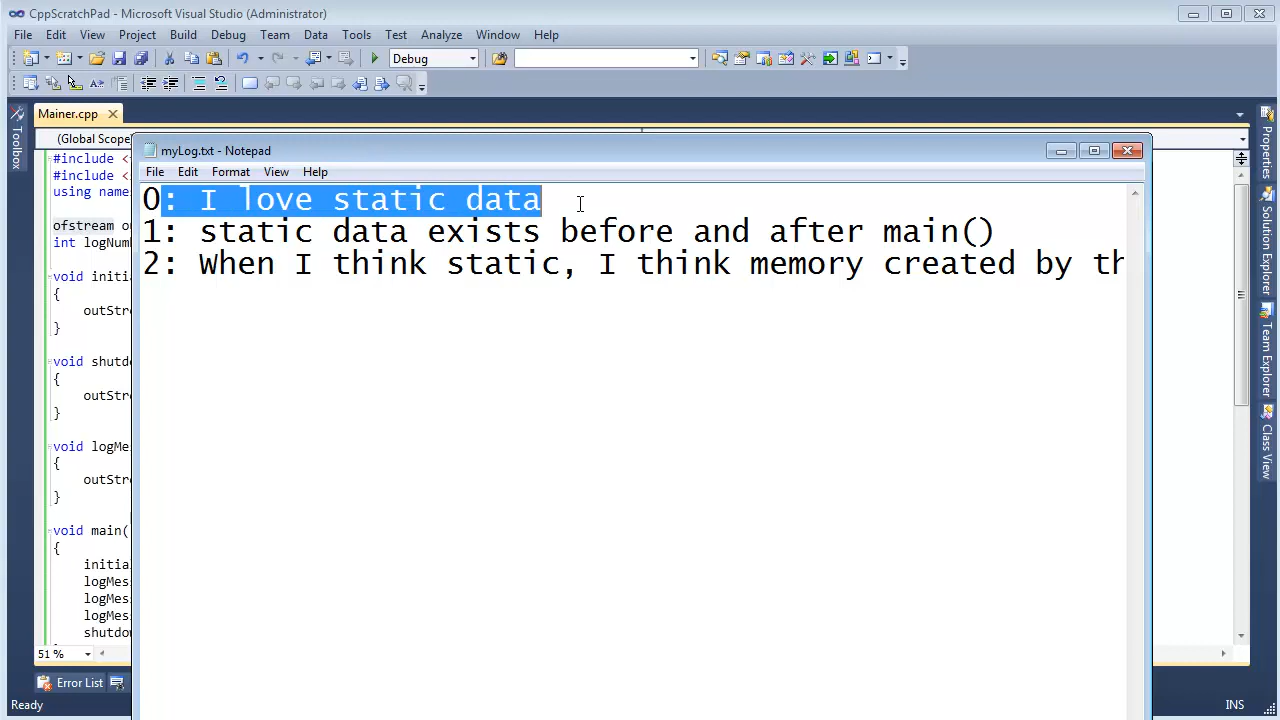 CppScratchPad - Microsoft Visual Studio (Administrator)
File Edit View Project Build Debug Team Data Tools Test Analyze Window Help
Debug
Mainer.cpp
(Global Scope
myLog.txt - Notepad
File Edit Format View Help
0: I love static data
1: static data exists before and after main()
2: When I think static, I think memory created by th
#include <
#include <
using name
ofstream ou
int logNum
void initi
{
outStr
}
void shutd
{
outStr
}
void logMe
{
outStr
}
void main(
{
initia
logMes
logMes
logMes
shutdo
51 %
Error List
Ready
INS
Toolbox
Properties
Solution Explorer
Team Explorer
Class View